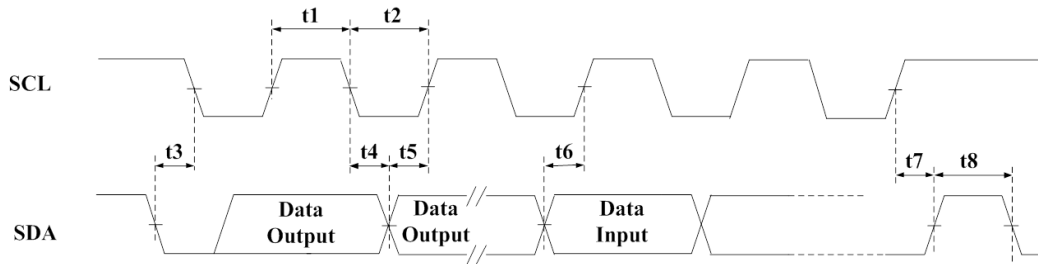 t1 t2
SCL
t3 t4 t5 t6 t7 t8
Data Data Data
SDA
Output Output Input